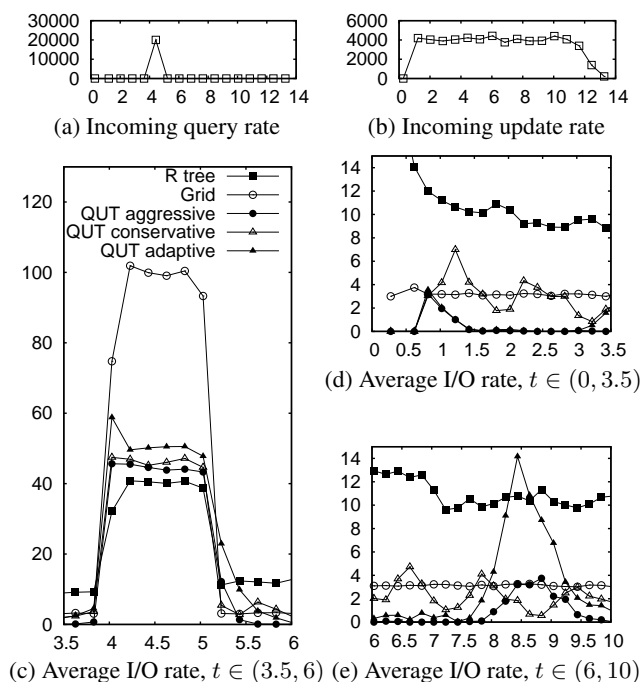 30000
20000
10000
0
0 2 4 6 8 10 12 14
(a) Incoming query rate
6000
4000
2000
0
0 2 4 6 8 10 12 14
(b) Incoming update rate
R tree
Grid
QUT aggressive
QUT conservative
QUT adaptive
120
100
80
60
40
20
0
3.5 4 4.5 5 5.5 6
(c) Average I/O rate, t ∈ (3.5, 6)
14
12
10
8
6
4
2
0
0 0.5 1 1.5 2 2.5 3 3.5
(d) Average I/O rate, t ∈ (0, 3.5)
14
12
10
8
6
4
2
0
6 6.5 7 7.5 8 8.5 9 9.5 10
(e) Average I/O rate, t ∈ (6, 10)